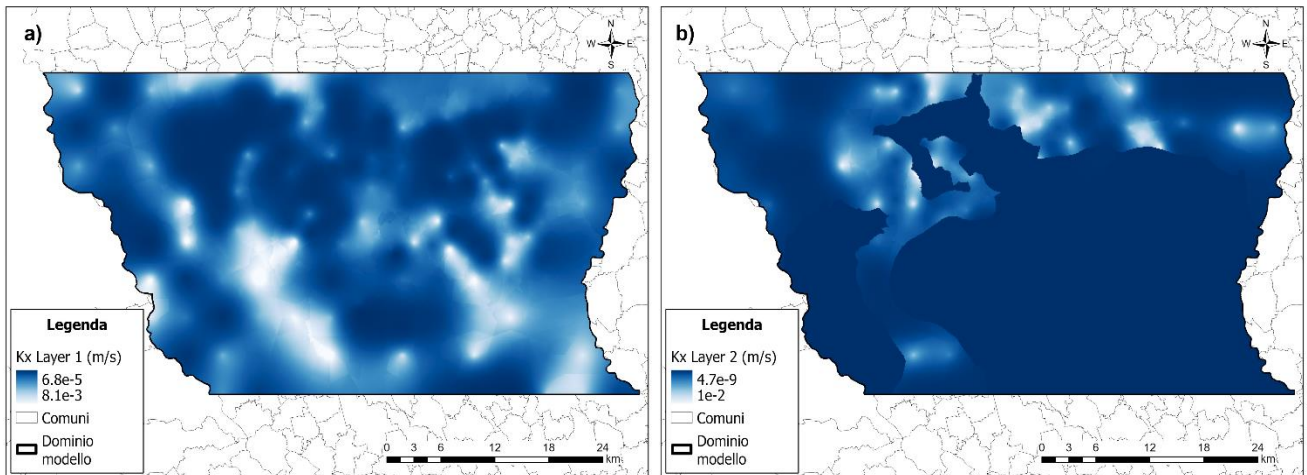 a)
N
W E
S
Legenda
Kx Layer 1 (m/s)
6.8e-5
8.1e-3
Comuni
Dominio
modello
0 3 6 12 18 24
km
b)
N
W E
S
Legenda
Kx Layer 2 (m/s)
4.7e-9
1e-2
Comuni
Dominio
modello
0 3 6 12 18 24
km